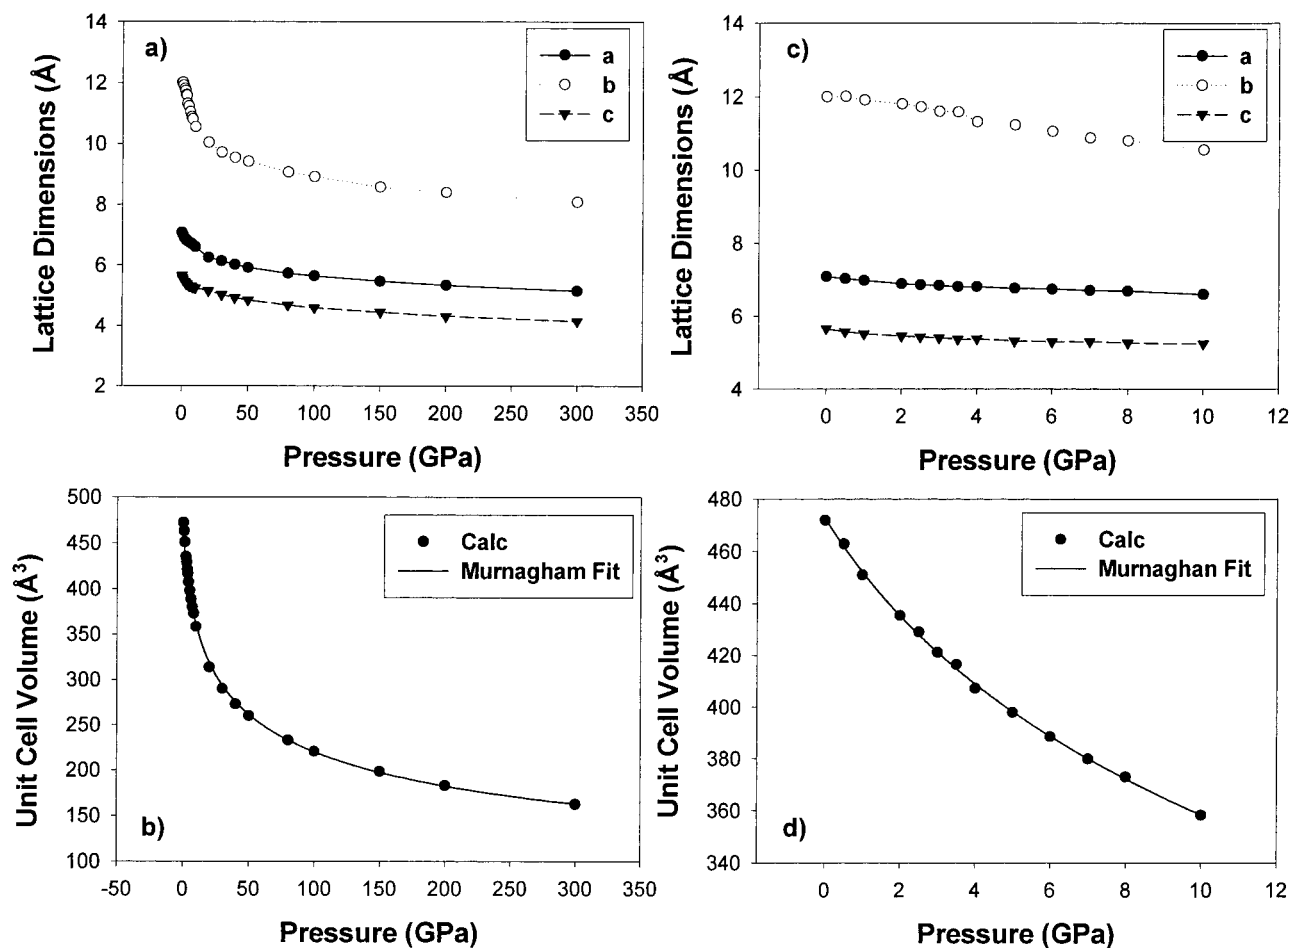 a)
14
12
10
8
6
4
2
Lattice Dimensions (Å)
a
b
c
0 50 100 150 200 250 300 350
Pressure (GPa)
c)
14
12
10
8
6
4
Lattice Dimensions (Å)
a
b
c
0 2 4 6 8 10 12
Pressure (GPa)
b)
500
450
400
350
300
250
200
150
100
Unit Cell Volume (Å³)
Calc
Murnagham Fit
-50 0 50 100 150 200 250 300 350
Pressure (GPa)
d)
480
460
440
420
400
380
360
340
Unit Cell Volume (Å³)
Calc
Murnaghan Fit
0 2 4 6 8 10 12
Pressure (GPa)